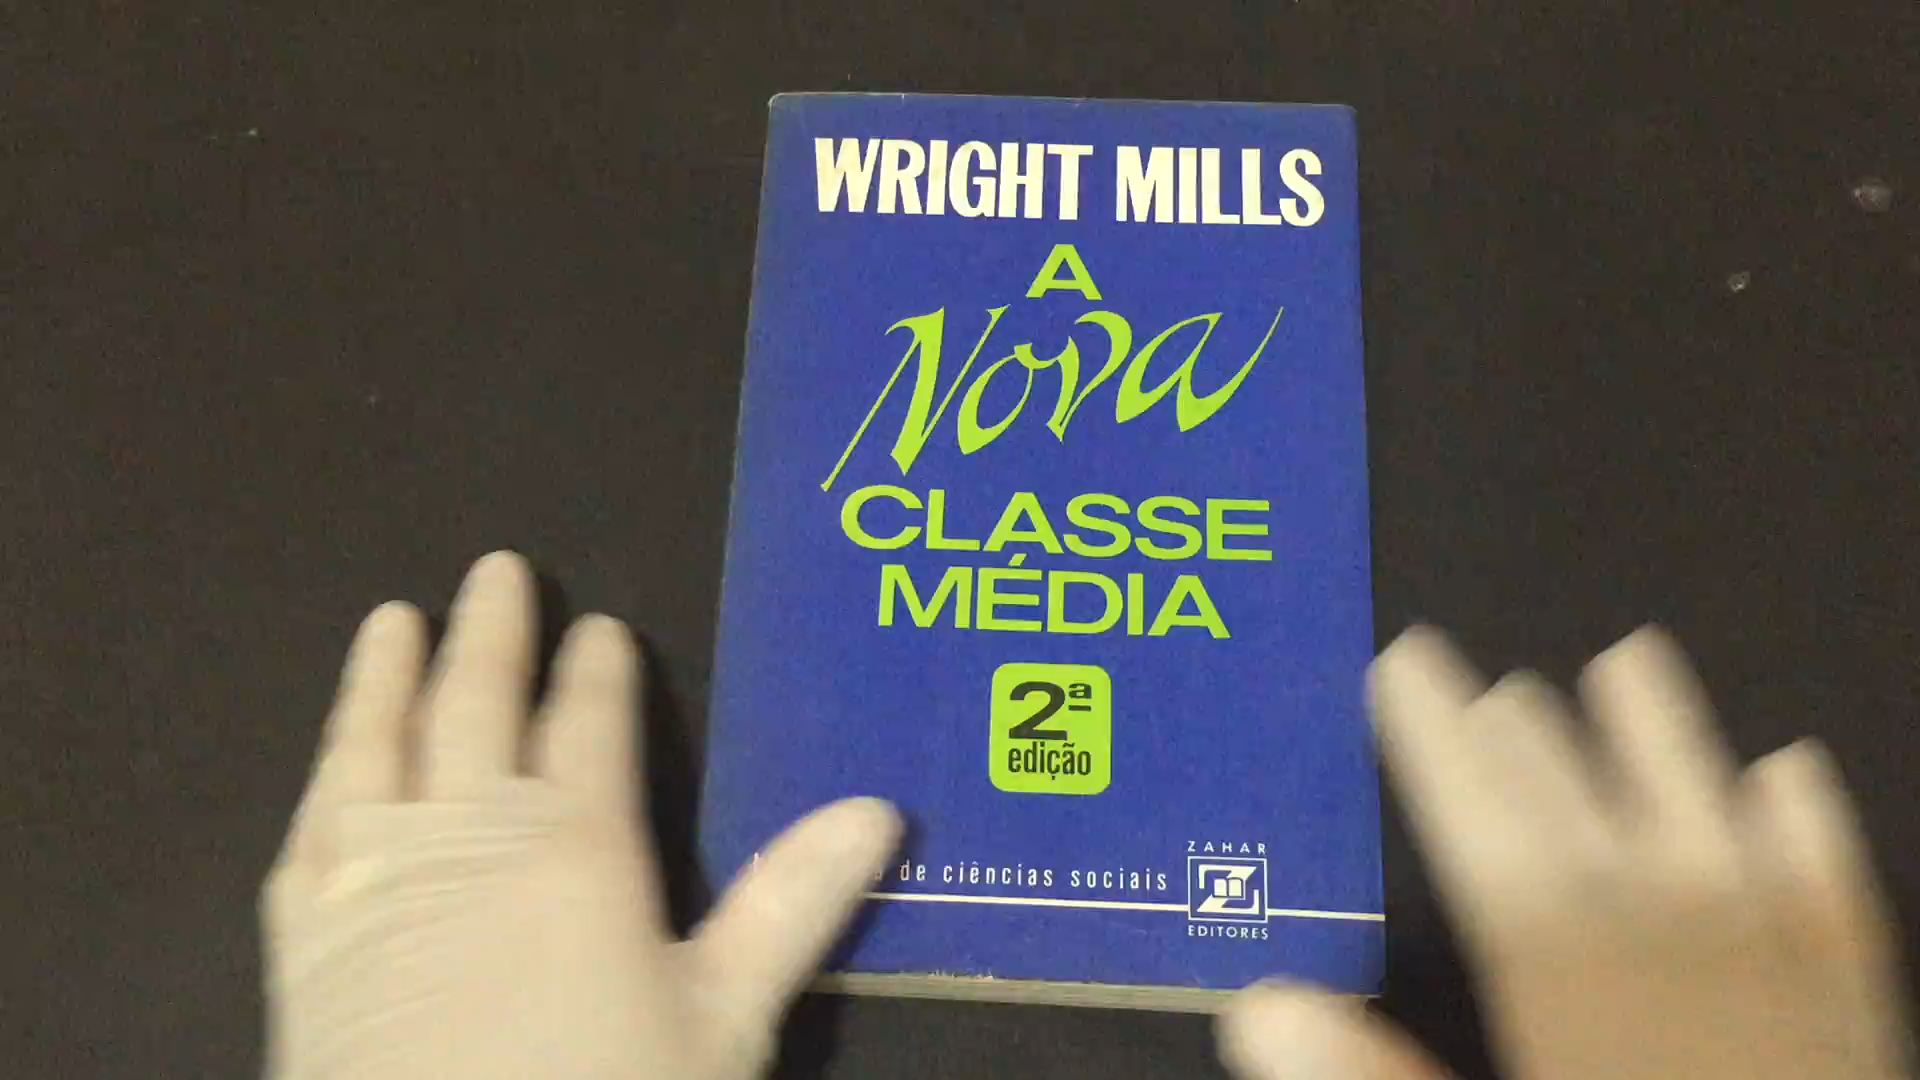 WRIGHT MILLS
A
Nova
CLASSE
MÉDIA
2ª
edição
de ciências sociais
ZAHAR
EDITORES